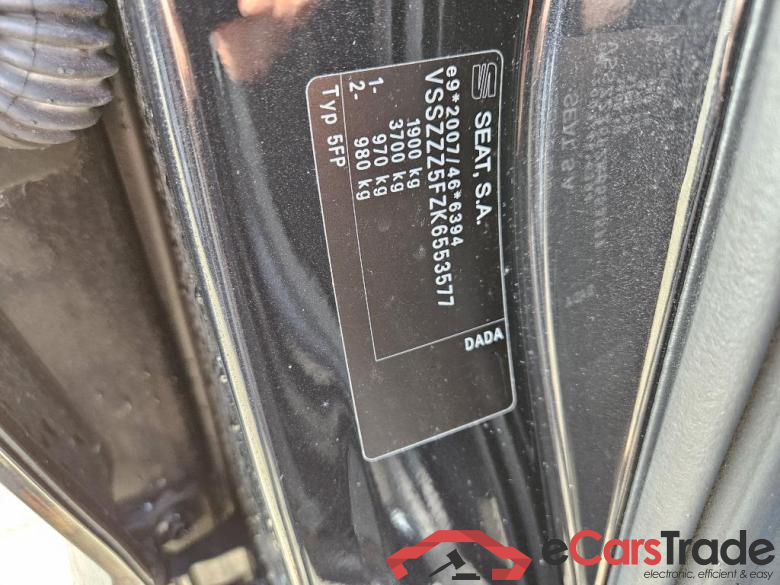 SEAT, S.A.
e9*2007/46*6394
VSSZZZ5FZK6553577
1900 kg
3700 kg
1- 970 kg
2- 980 kg
Typ 5FP
DADA
eCarsTrade
electronic, efficient & easy